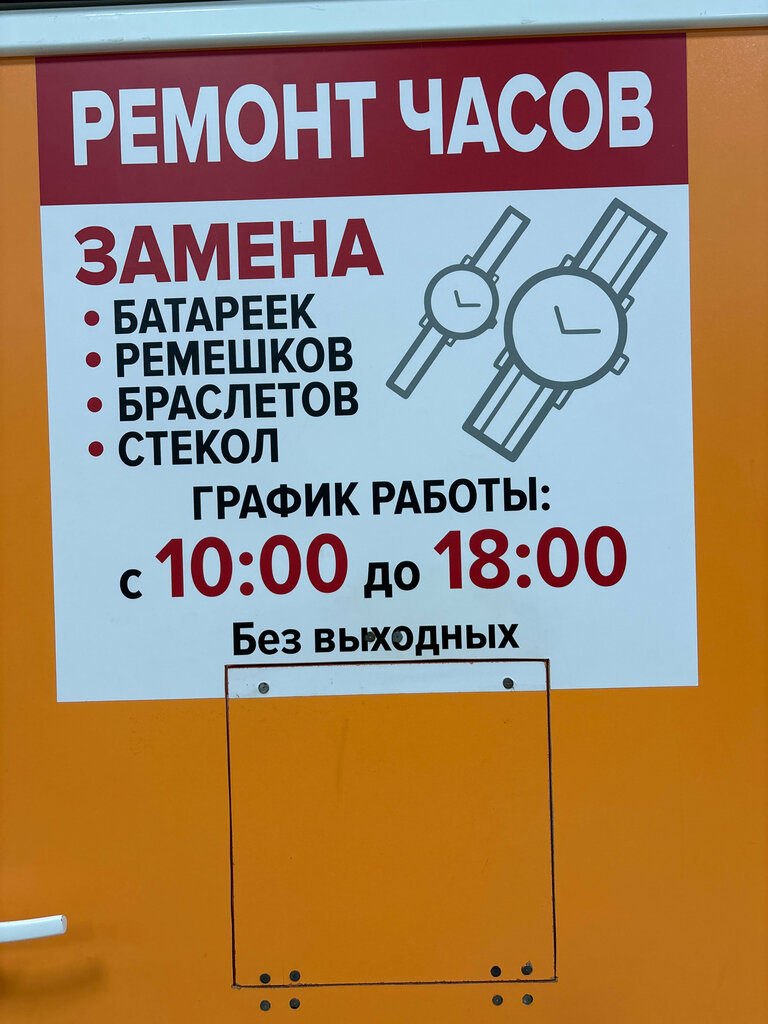 РЕМОНТ ЧАСОВ
ЗАМЕНА
• БАТАРЕЕК
• РЕМЕШКОВ
• БРАСЛЕТОВ
• СТЕКОЛ
ГРАФИК РАБОТЫ:
с 10:00 до 18:00
Без выходных